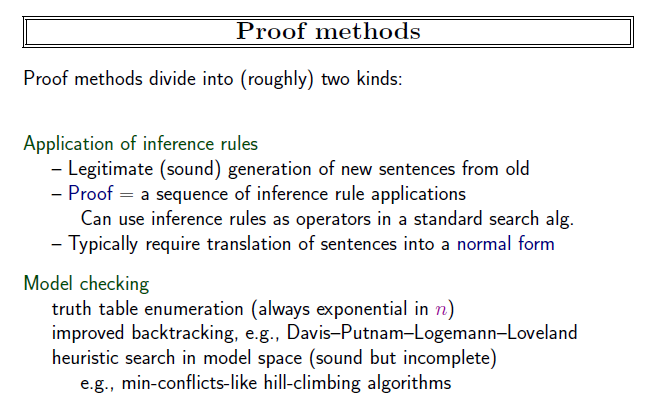 Proof methods
Proof methods divide into (roughly) two kinds:
Application of inference rules
– Legitimate (sound) generation of new sentences from old
– Proof = a sequence of inference rule applications
Can use inference rules as operators in a standard search alg.
– Typically require translation of sentences into a normal form
Model checking
truth table enumeration (always exponential in n)
improved backtracking, e.g., Davis–Putnam–Logemann–Loveland
heuristic search in model space (sound but incomplete)
e.g., min-conflicts-like hill-climbing algorithms